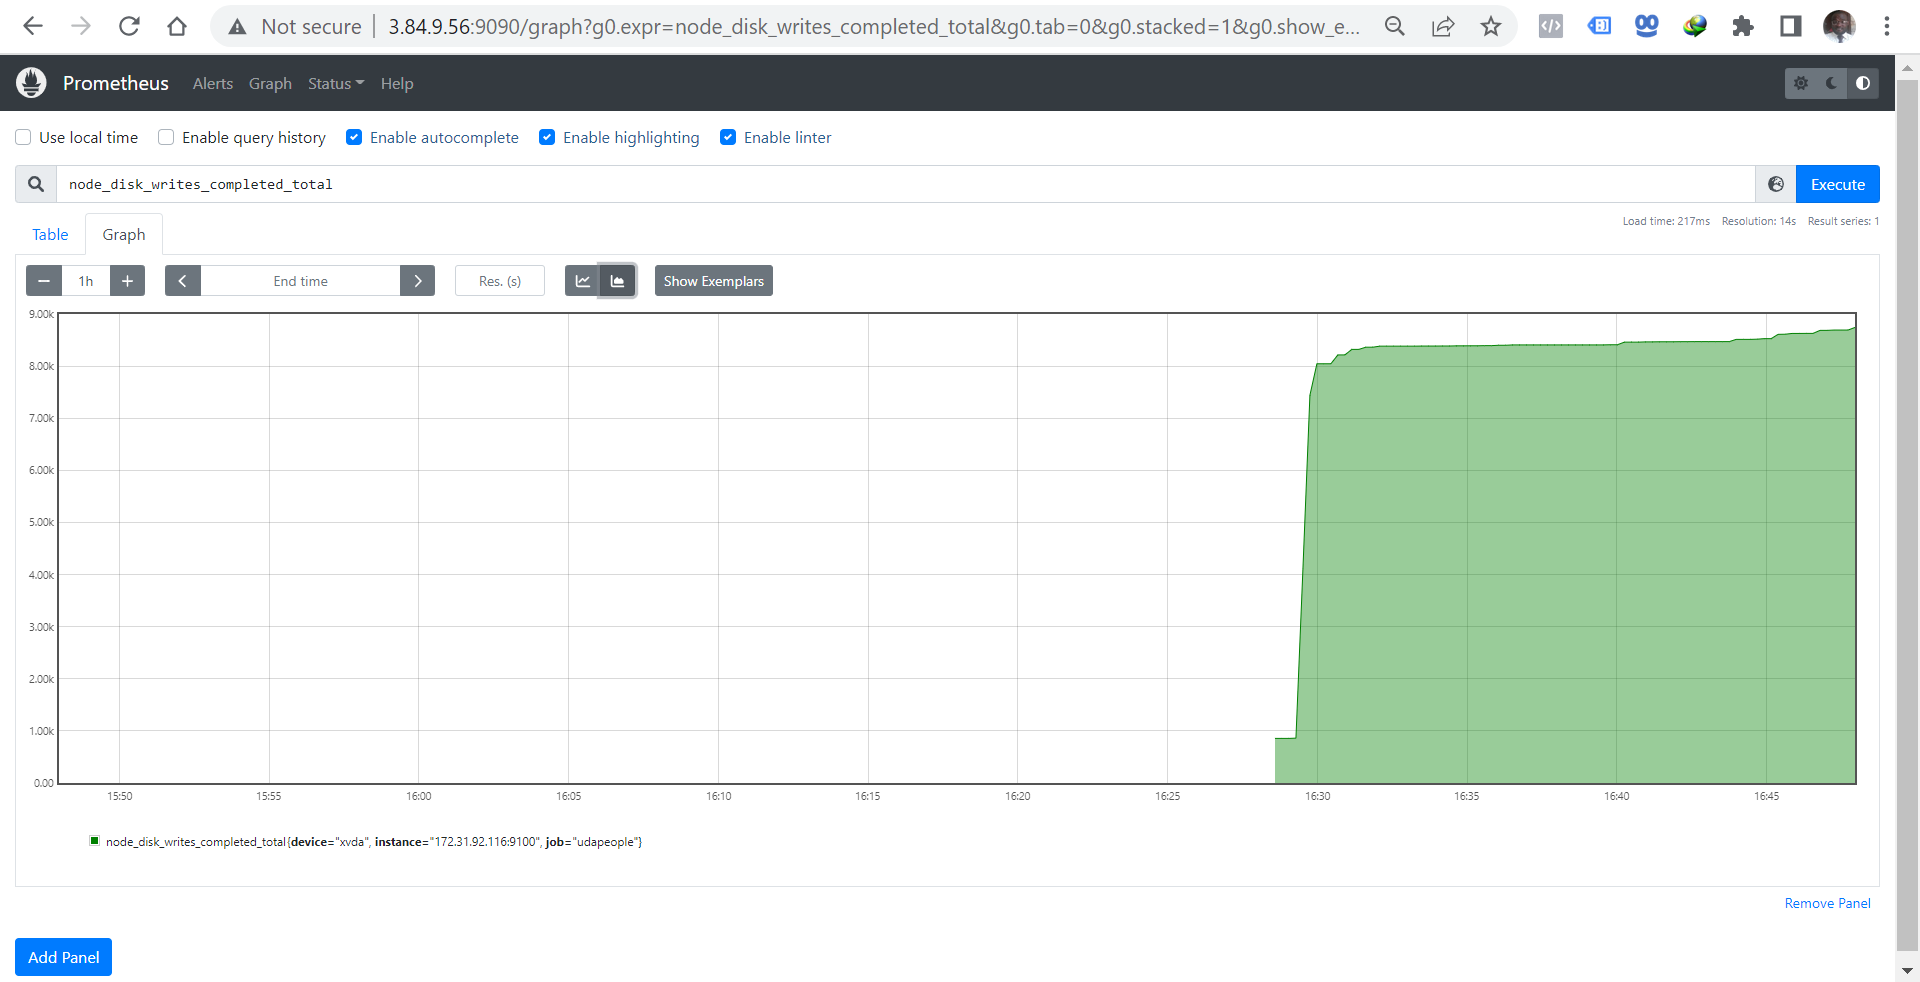 Not secure 3.84.9.56:9090/graph?g0.expr=node_disk_writes_completed_total&g0.tab=0&g0.stacked=1&g0.show_e...
Prometheus Alerts Graph Status Help
Use local time Enable query history Enable autocomplete Enable highlighting Enable linter
node_disk_writes_completed_total Execute
Load time: 217ms Resolution: 14s Result series: 1
Table Graph
1h End time Res. (s) Show Exemplars
9.00k
8.00k
7.00k
6.00k
5.00k
4.00k
3.00k
2.00k
1.00k
0.00
15:50 15:55 16:00 16:05 16:10 16:15 16:20 16:25 16:30 16:35 16:40 16:45
node_disk_writes_completed_total{device="xvda", instance="172.31.92.116:9100", job="udapeople"}
Remove Panel
Add Panel